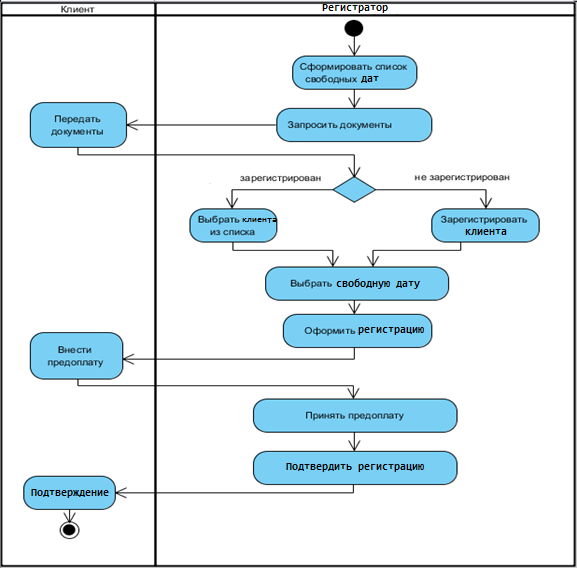 Клиент
Регистратор
Сформировать список
свободных дат
Передать
документы
Запросить документы
зарегистрирован
не зарегистрирован
Выбрать клиента
из списка
Зарегистрировать
клиента
Выбрать свободную дату
Оформить регистрацию
Внести
предоплату
Принять предоплату
Подтвердить регистрацию
Подтверждение